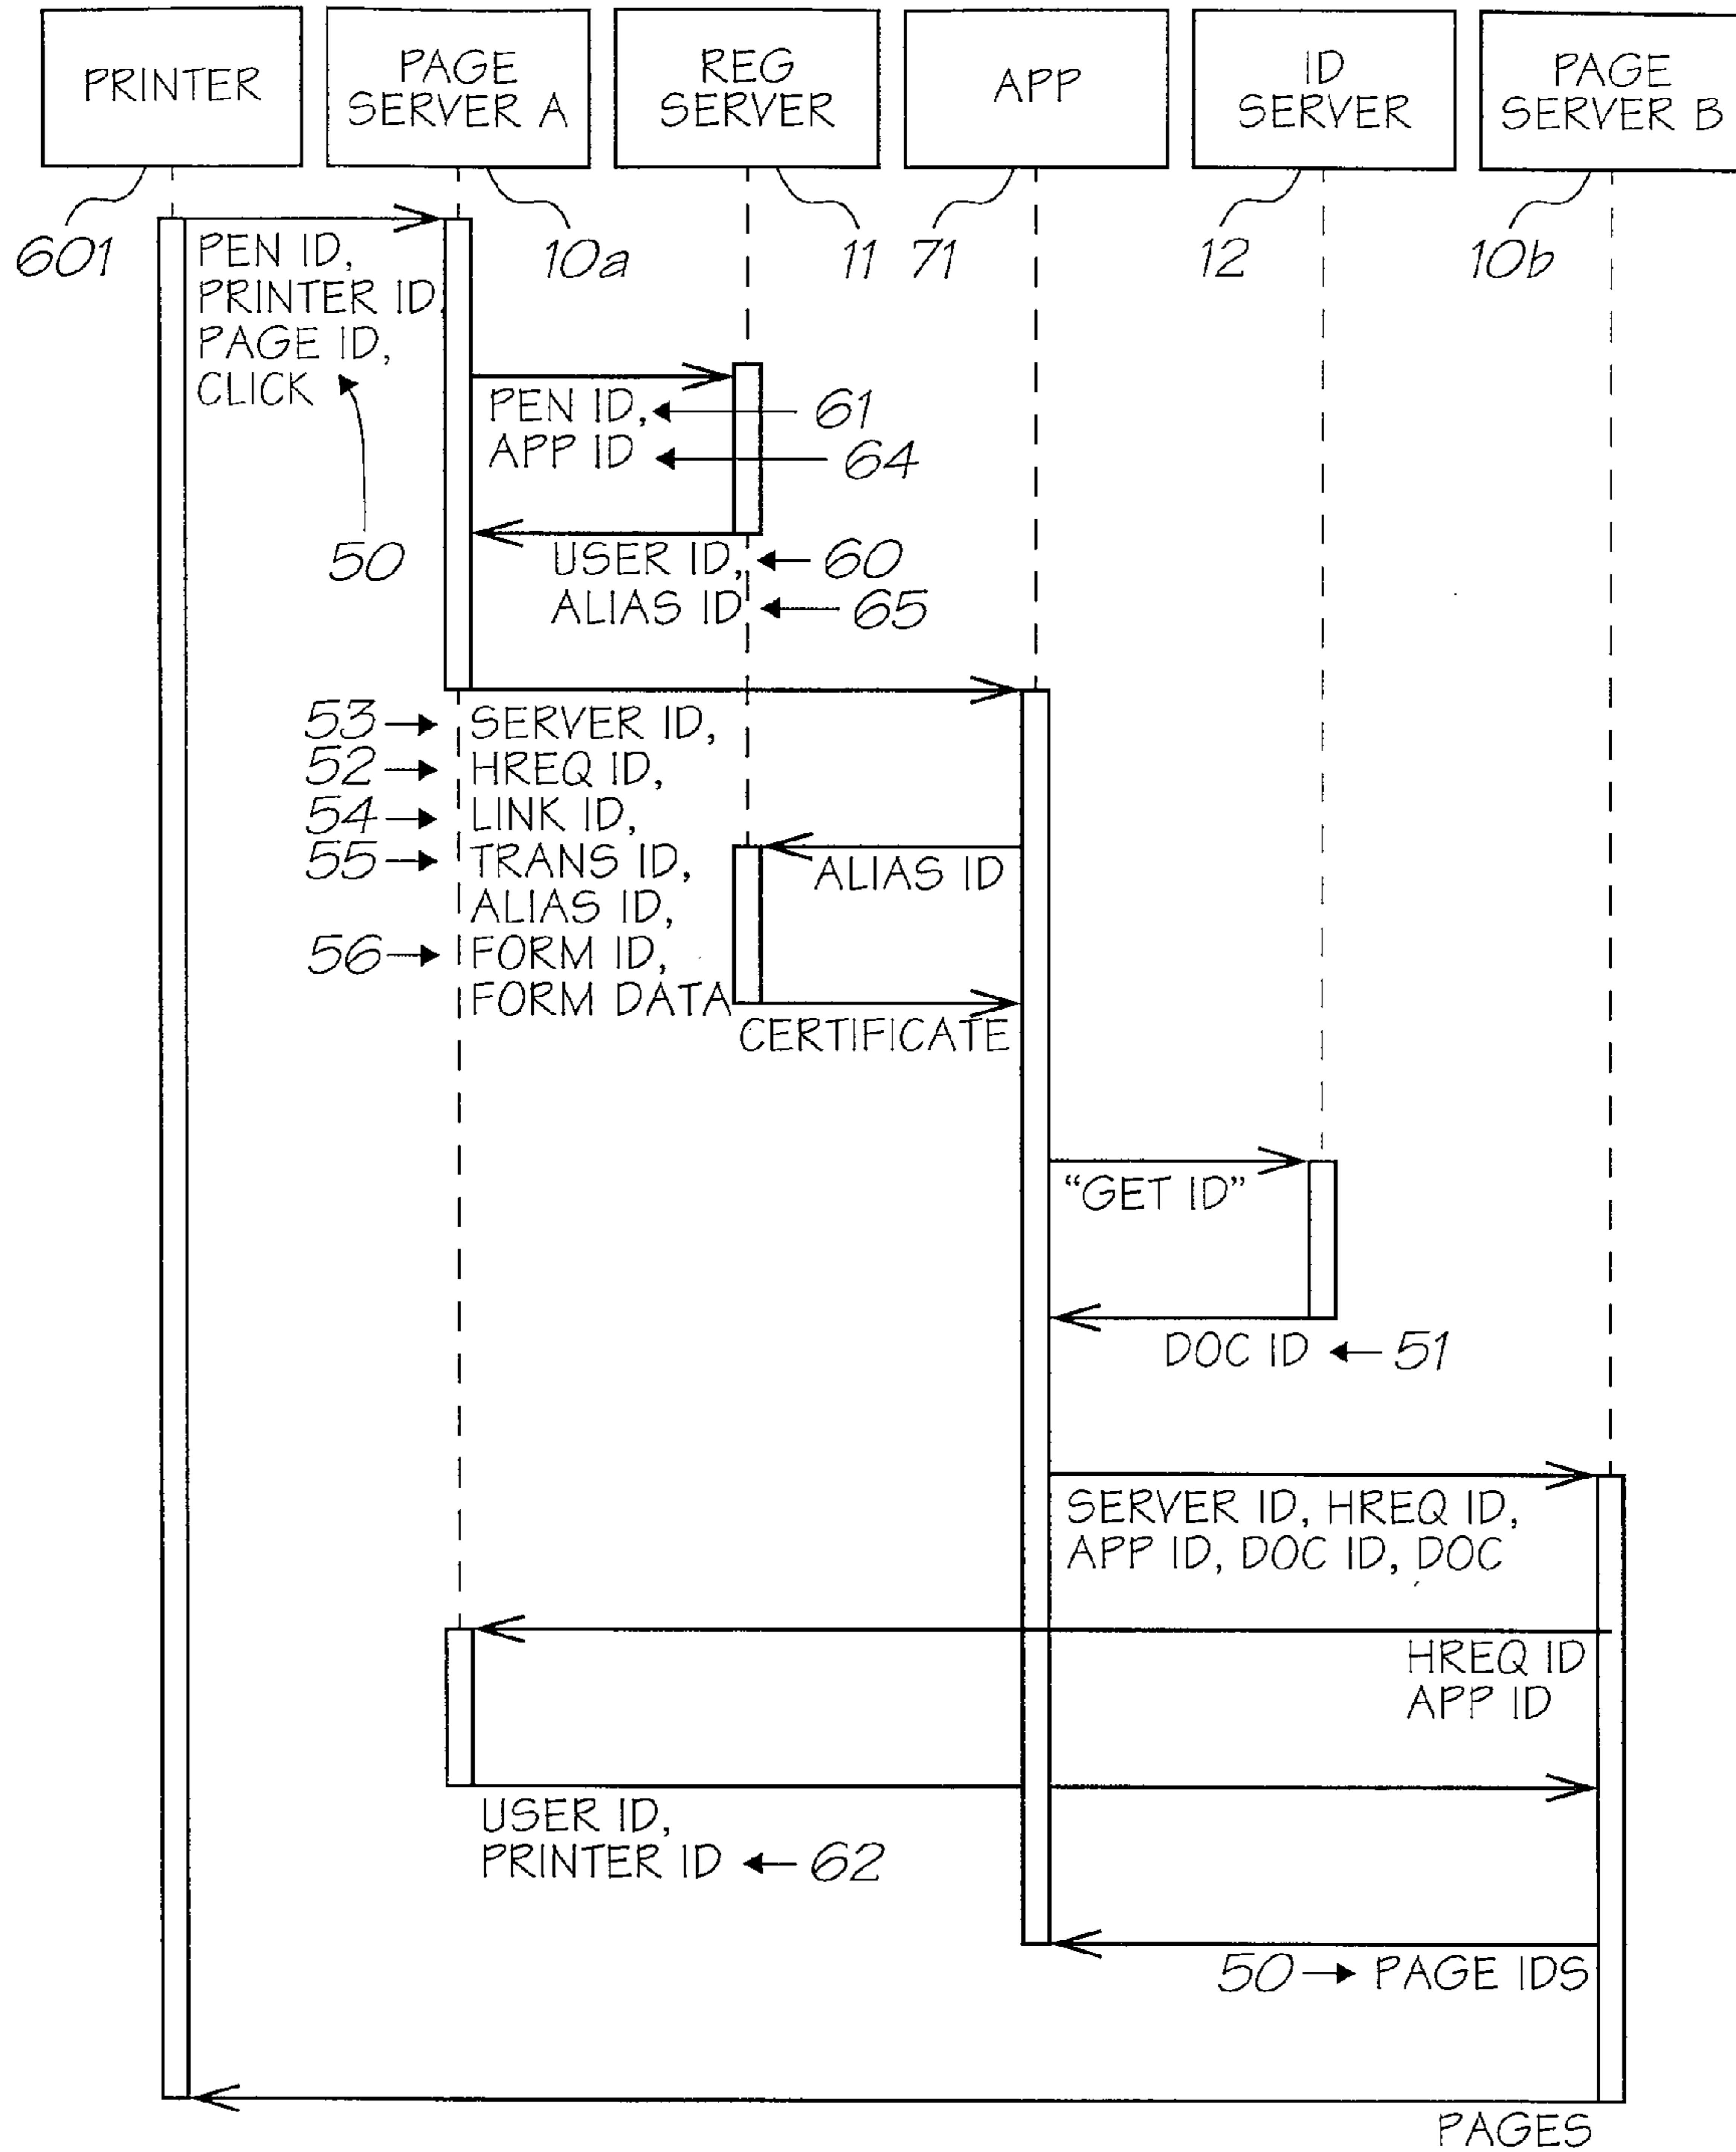 PRINTER
PAGE
SERVER A
REG
SERVER
APP
ID
SERVER
PAGE
SERVER B
601
10a
11
71
12
10b
PEN ID,
PRINTER ID,
PAGE ID,
CLICK
50
PEN ID,
61
APP ID
64
USER ID,
60
ALIAS ID
65
53
SERVER ID,
52
HREQ ID,
54
LINK ID,
55
TRANS ID,
ALIAS ID,
56
FORM ID,
FORM DATA
ALIAS ID
CERTIFICATE
"GET ID"
DOC ID
51
SERVER ID, HREQ ID,
APP ID, DOC ID, DOC
HREQ ID
APP ID
USER ID,
PRINTER ID
62
50
PAGE IDS
PAGES